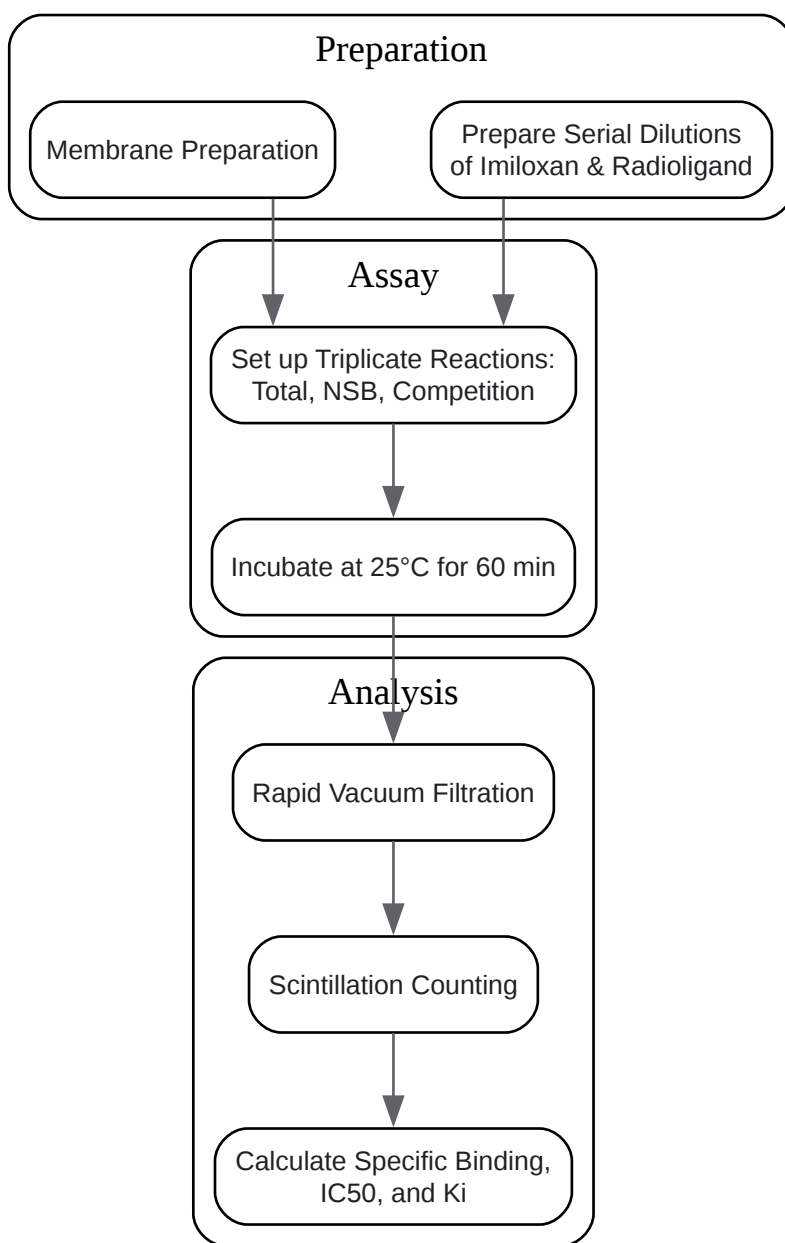 Preparation
Membrane Preparation
Prepare Serial Dilutions
of Imiloxan & Radioligand
Assay
Set up Triplicate Reactions:
Total, NSB, Competition
Incubate at 25°C for 60 min
Analysis
Rapid Vacuum Filtration
Scintillation Counting
Calculate Specific Binding,
IC50, and Ki